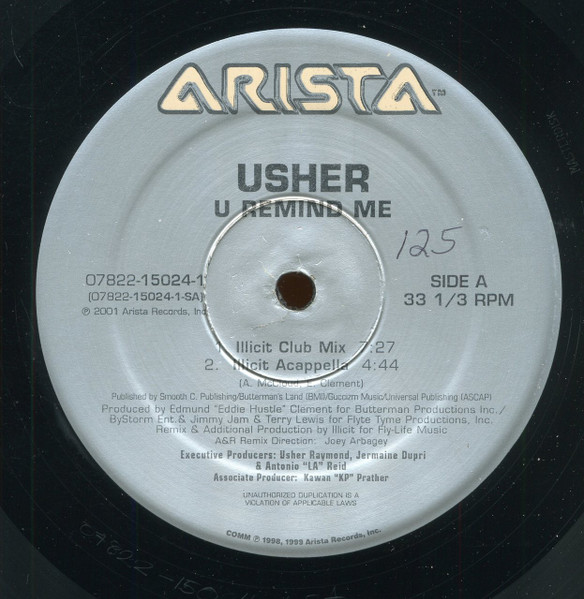 ARISTA™
USHER
U REMIND ME
125
07822-15024-1
(07822-15024-1-SA)
℗ 2001 Arista Records, Inc
SIDE A
33 1/3 RPM
1. Illicit Club Mix 7:27
2. Illicit Acappella 4:44
(A. Clement)
Published by Smooth C. Publishing/Butterman's Land (BMI)/Gucozm Music/Universal Publishing (ASCAP)
Produced by Edmund "Eddie Hustle" Clement for Butterman Productions Inc./
ByStorm Ent.& Jimmy Jam & Terry Lewis for Flyte Tyme Productions, Inc.
Remix & Additional Production by Illicit for Fly-Life Music
A&R Remix Direction: Joey Arbagey
Executive Producers: Usher Raymond, Jermaine Dupri
& Antonio "LA" Reid
Associate Producer: Kawan "KP" Prather
UNAUTHORIZED DUPLICATION IS A
VIOLATION OF APPLICABLE LAWS
COMM ℗ 1998, 1999 Arista Records, Inc.